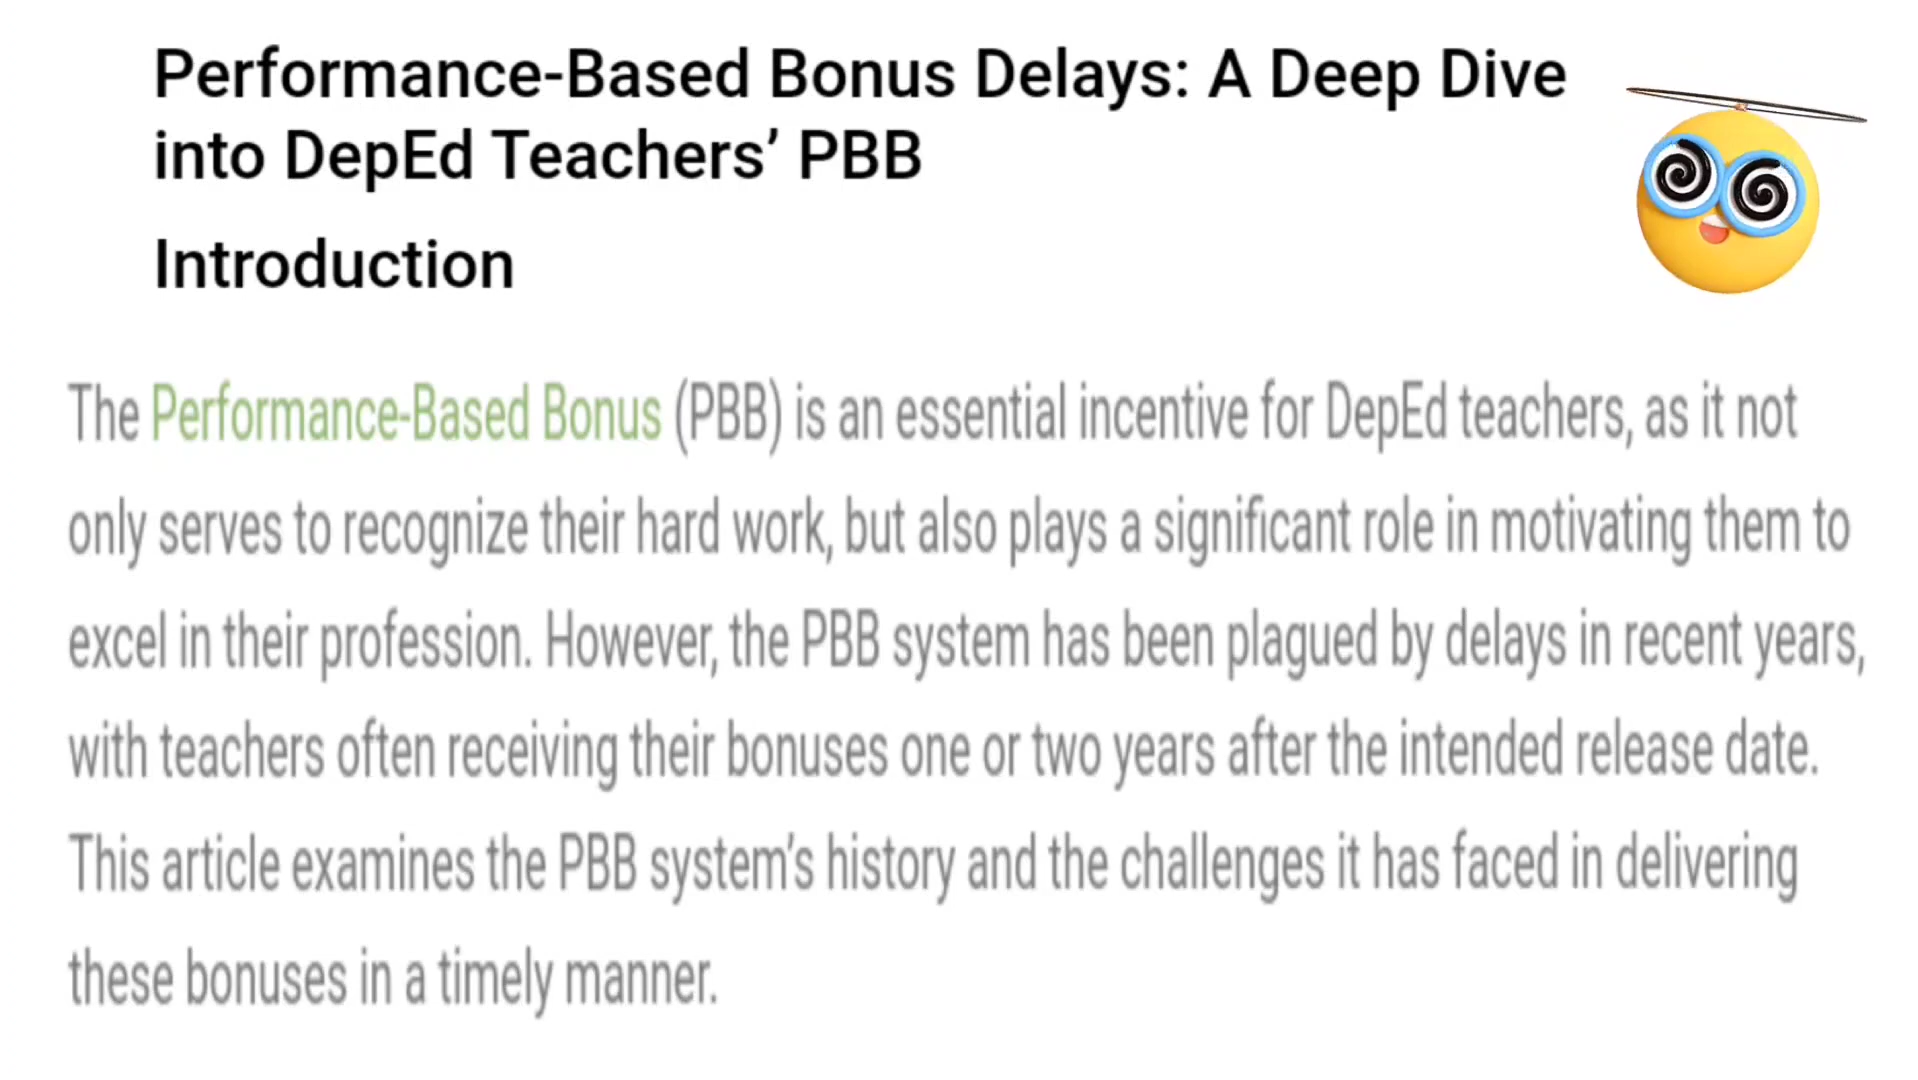 Performance-Based Bonus Delays: A Deep Dive
into DepEd Teachers’ PBB
Introduction
The Performance-Based Bonus (PBB) is an essential incentive for DepEd teachers, as it not
only serves to recognize their hard work, but also plays a significant role in motivating them to
excel in their profession. However, the PBB system has been plagued by delays in recent years,
with teachers often receiving their bonuses one or two years after the intended release date.
This article examines the PBB system’s history and the challenges it has faced in delivering
these bonuses in a timely manner.